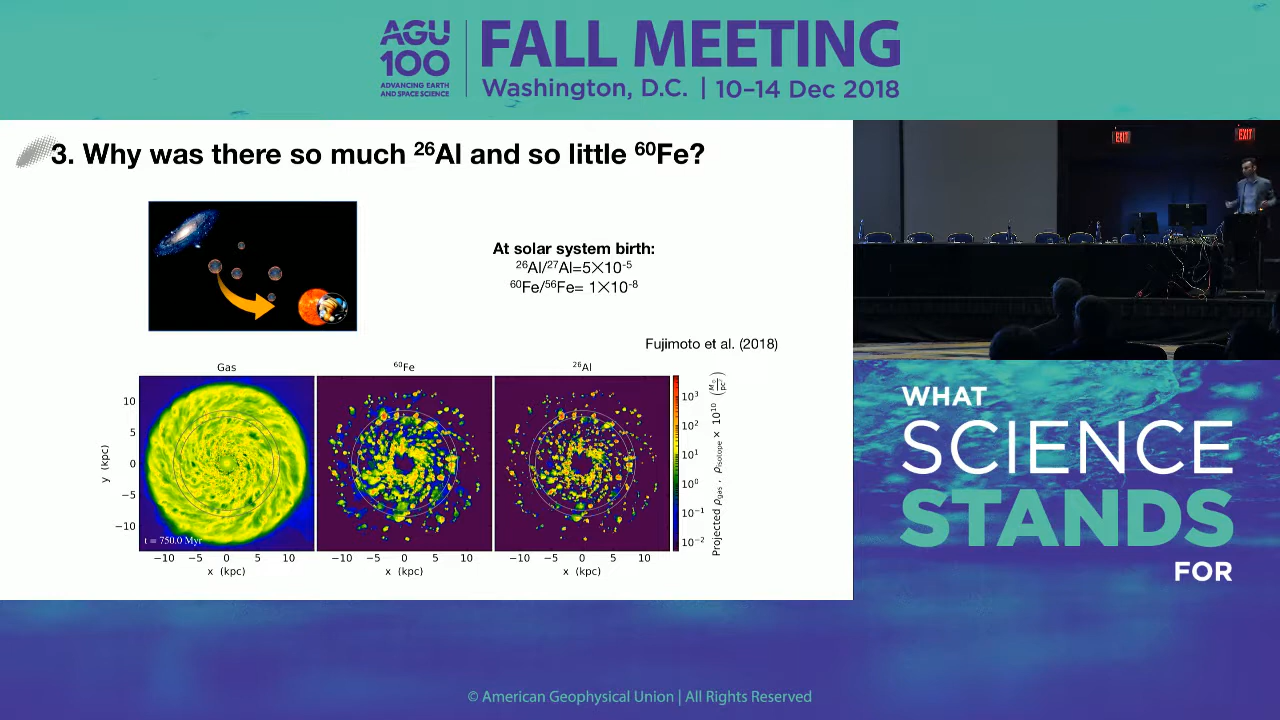 AGU
100
ADVANCING EARTH
AND SPACE SCIENCE
FALL MEETING
Washington, D.C. | 10–14 Dec 2018
3. Why was there so much ²⁶Al and so little ⁶⁰Fe?
At solar system birth:
²⁶Al/²⁷Al=5×10⁻⁵
⁶⁰Fe/⁵⁶Fe= 1×10⁻⁸
Fujimoto et al. (2018)
Gas ⁶⁰Fe ²⁶Al
10
5
0
−5
−10
y (kpc)
t = 750.0 Myr
−10 −5 0 5 10 −10 −5 0 5 10 −10 −5 0 5 10
x (kpc) x (kpc) x (kpc)
10³
10²
10¹
10⁰
10⁻¹
10⁻²
Projected ρgas , ρisotope × 10¹⁰
EXIT EXIT
WHAT
SCIENCE
STANDS
FOR
© American Geophysical Union | All Rights Reserved